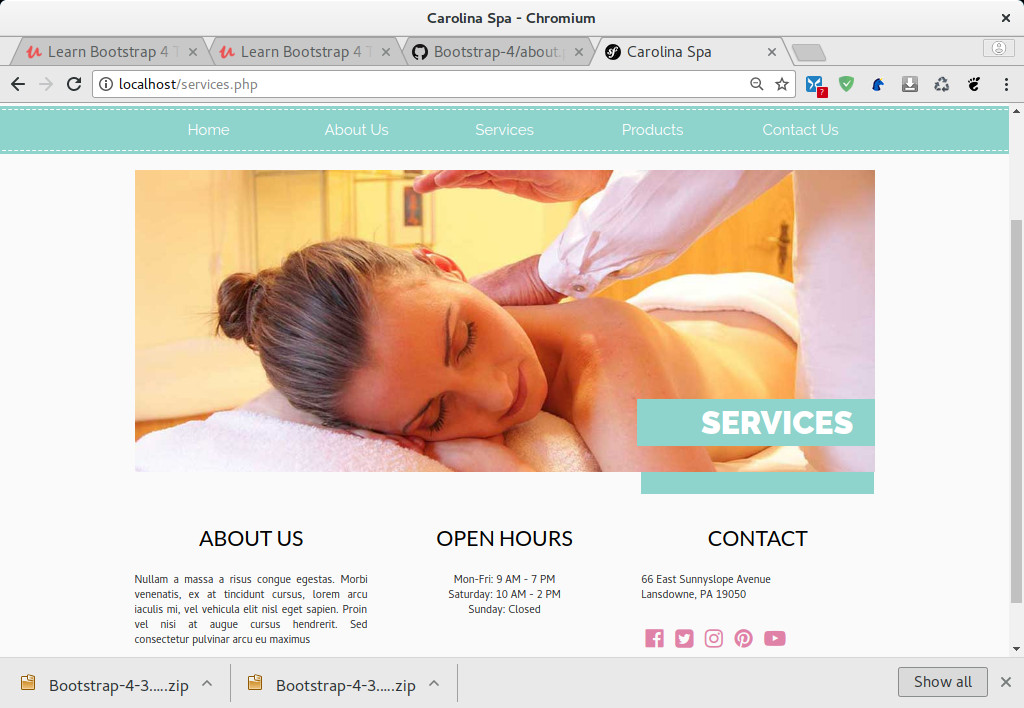 Carolina Spa - Chromium
Learn Bootstrap 4 T
Learn Bootstrap 4 T
Bootstrap-4/about.
Carolina Spa
localhost/services.php
Home
About Us
Services
Products
Contact Us
SERVICES
ABOUT US
Nullam a massa a risus congue egestas. Morbi
venenatis, ex at tincidunt cursus, lorem arcu
iaculis mi, vel vehicula elit nisl eget sapien. Proin
vel nisi at augue cursus hendrerit. Sed
consectetur pulvinar arcu eu maximus
OPEN HOURS
Mon-Fri: 9 AM - 7 PM
Saturday: 10 AM - 2 PM
Sunday: Closed
CONTACT
66 East Sunnyslope Avenue
Lansdowne, PA 19050
Bootstrap-4-3.....zip
Bootstrap-4-3.....zip
Show all